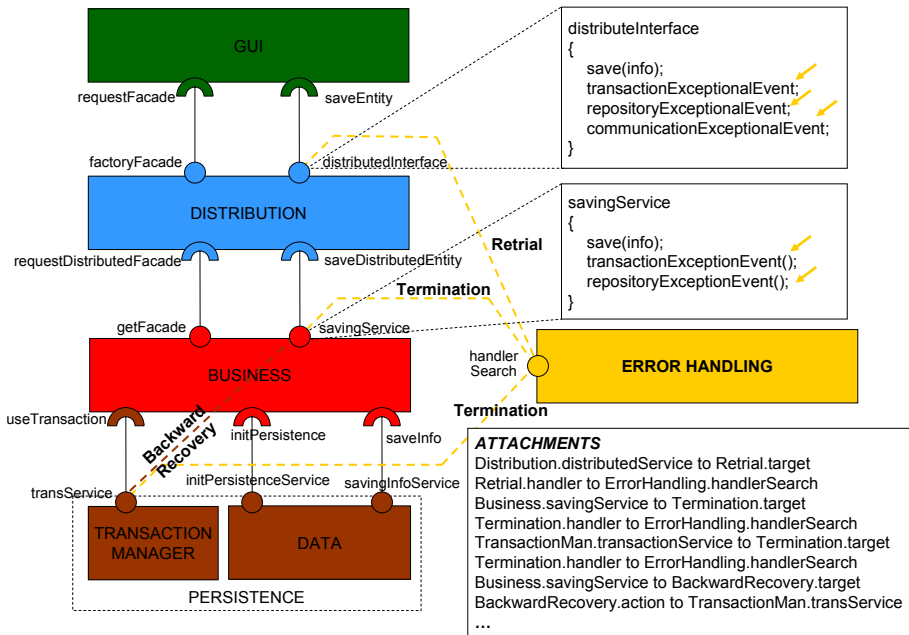 GUI
requestFacade
saveEntity
factoryFacade
distributedInterface
DISTRIBUTION
requestDistributedFacade
saveDistributedEntity
Retrial
Termination
getFacade
savingService
BUSINESS
handler
Search
ERROR HANDLING
Termination
useTransaction
Backward
Recovery
initPersistence
saveInfo
transService
initPersistenceService
savingInfoService
TRANSACTION
MANAGER
DATA
PERSISTENCE
distributeInterface
{
save(info);
transactionExceptionalEvent;
repositoryExceptionalEvent;
communicationExceptionalEvent;
}
savingService
{
save(info);
transactionExceptionEvent();
repositoryExceptionEvent();
}
ATTACHMENTS
Distribution.distributedService to Retrial.target
Retrial.handler to ErrorHandling.handlerSearch
Business.savingService to Termination.target
Termination.handler to ErrorHandling.handlerSearch
TransactionMan.transactionService to Termination.target
Termination.handler to ErrorHandling.handlerSearch
Business.savingService to BackwardRecovery.target
BackwardRecovery.action to TransactionMan.transService
...